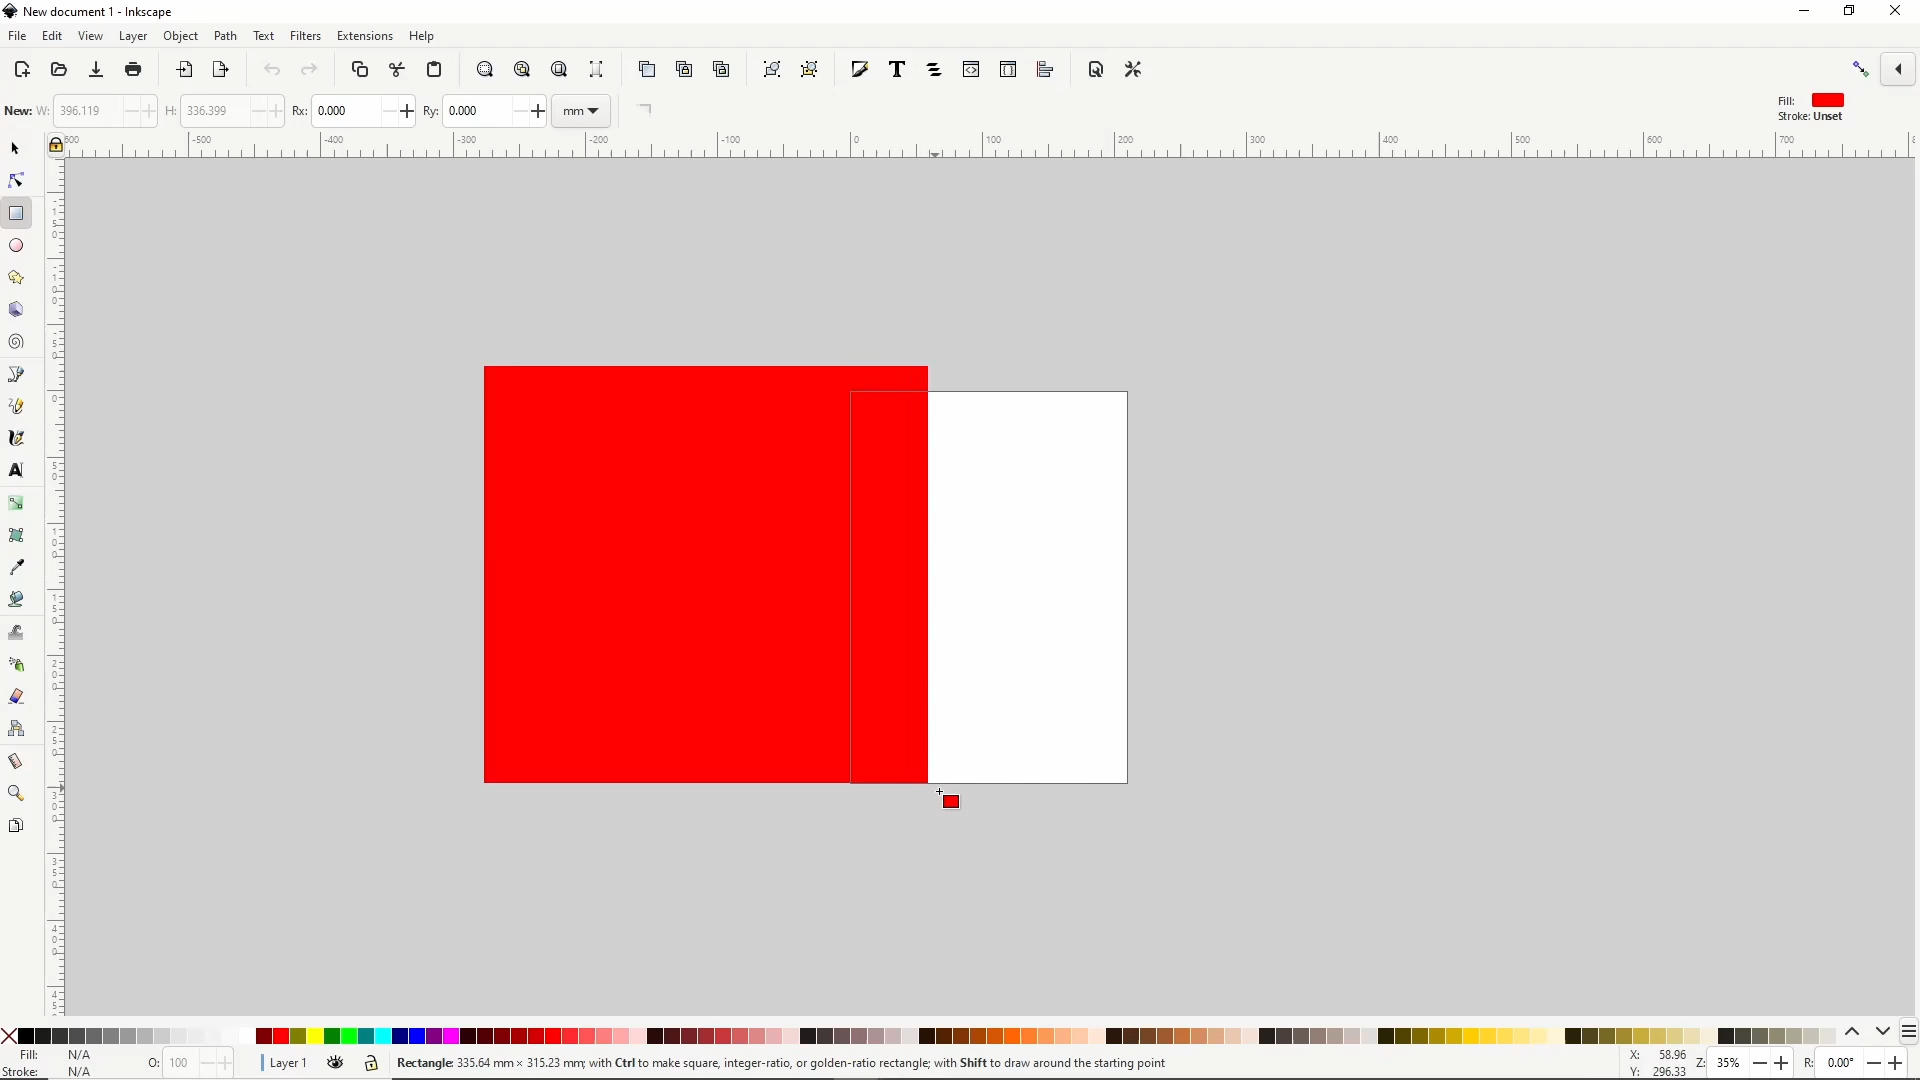 New document 1 - Inkscape
File Edit View Layer Object Path Text Filters Extensions Help
New: W: 396.119 H: 336.399 Rx: 0.000 Ry: 0.000 mm
Fill:
Stroke: Unset
-500 -400 -300 -200 -100 0 100 200 300 400 500 600 700
Fill: N/A
Stroke: N/A
O: 100
Layer 1
Rectangle: 335.64 mm × 315.23 mm; with Ctrl to make square, integer-ratio, or golden-ratio rectangle; with Shift to draw around the starting point
X: 58.96
Y: 296.33
Z: 35%
R: 0.00°